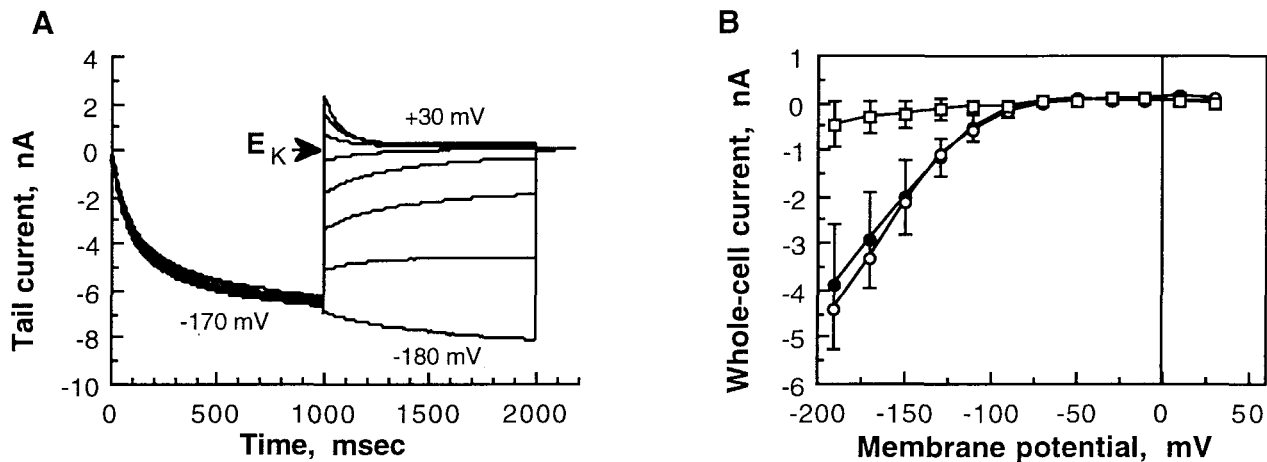 A
Tail current, nA
4
2
0
-2
-4
-6
-8
-10
E K
+30 mV
-170 mV
-180 mV
0
500
1000
1500
2000
Time, msec
B
Whole-cell current, nA
1
0
-1
-2
-3
-4
-5
-6
-200
-150
-100
-50
0
50
Membrane potential, mV